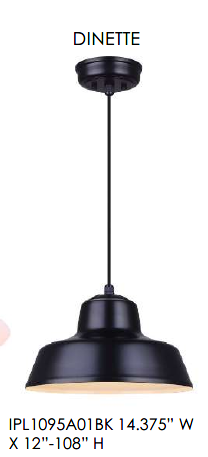 DINETTE
IPL1095A01BK 14.375” W
X 12”-108” H